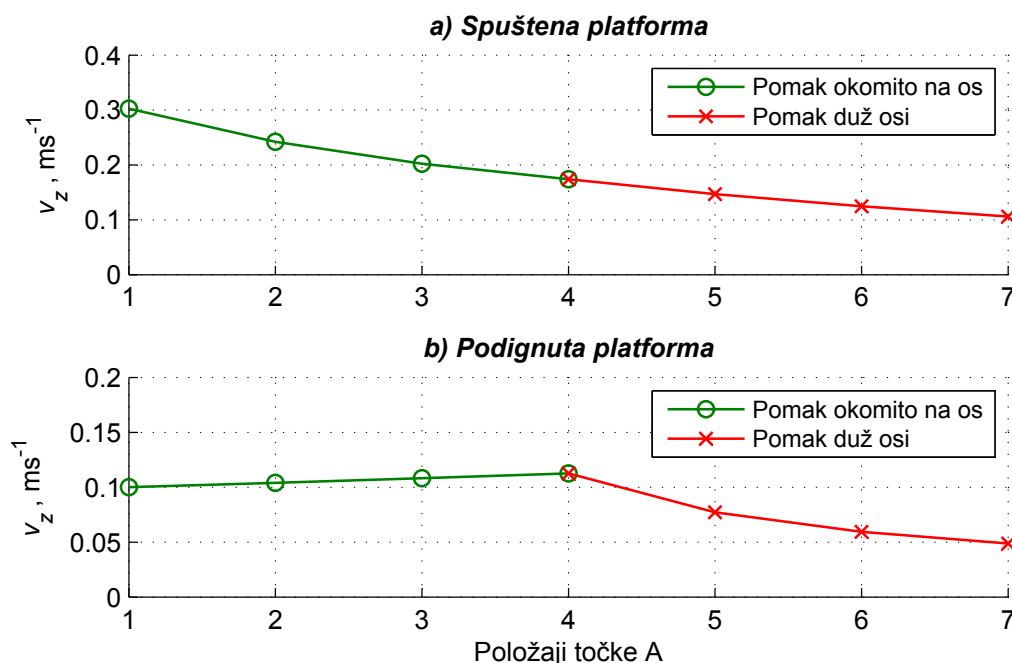 a) Spuštena platforma
0.4
0.3
0.2
0.1
0
v_z , ms⁻¹
Pomak okomito na os
Pomak duž osi
1 2 3 4 5 6 7
b) Podignuta platforma
0.2
0.15
0.1
0.05
0
v_z , ms⁻¹
Pomak okomito na os
Pomak duž osi
1 2 3 4 5 6 7
Položaji točke A